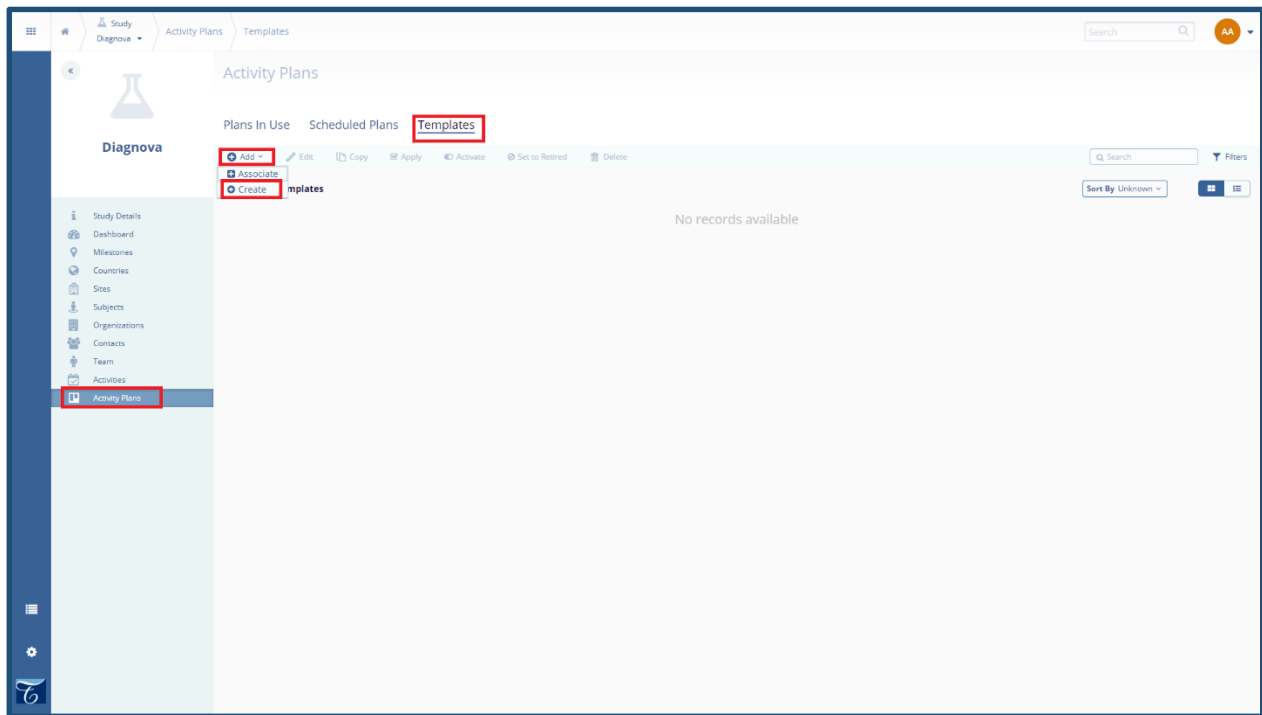 Study
Diagnova
Activity Plans
Templates
Search
AA
Activity Plans
Diagnova
Plans In Use Scheduled Plans Templates
Add Edit Copy Apply Activate Set to Retired Delete Search Filters
Associate
Create mplates Sort By Unknown
No records available
Study Details
Dashboard
Milestones
Countries
Sites
Subjects
Organizations
Contacts
Team
Activities
Activity Plans